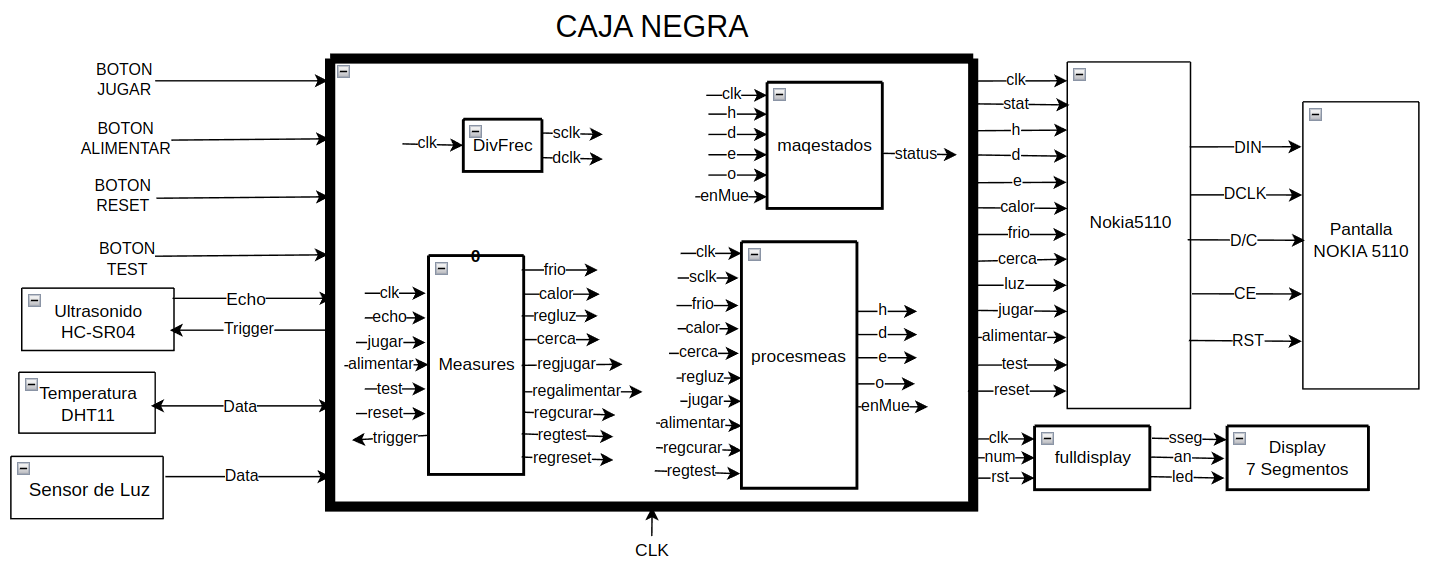 CAJA NEGRA
BOTON
JUGAR
BOTON
ALIMENTAR
BOTON
RESET
BOTON
TEST
Ultrasonido
HC-SR04
Echo
Trigger
Temperatura
DHT11
Data
Sensor de Luz
Data
clk
DivFrec
sclk
dclk
clk
h
d
e
o
enMue
maqestados
status
0
clk
echo
jugar
alimentar
test
reset
trigger
Measures
frio
calor
regluz
cerca
regjugar
regalimentar
regcurar
regtest
regreset
clk
sclk
frio
calor
cerca
regluz
jugar
alimentar
regcurar
regtest
procesmeas
h
d
e
o
enMue
CLK
clk
stat
h
d
e
calor
frio
cerca
luz
jugar
alimentar
test
reset
Nokia5110
DIN
DCLK
D/C
CE
RST
Pantalla
NOKIA 5110
clk
num
rst
fulldisplay
sseg
an
led
Display
7 Segmentos